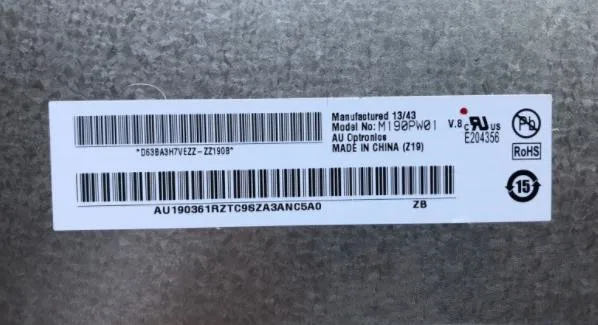 Manufactured 13/43
Model No: M190PW01 V.8
AU Optronics
MADE IN CHINA (Z19)
*D63BA3H7VEZZ-ZZ190B*
c RU us
E204356
Pb
RoHS
15
AU190361RZTC9SZA3ANC5A0 ZB